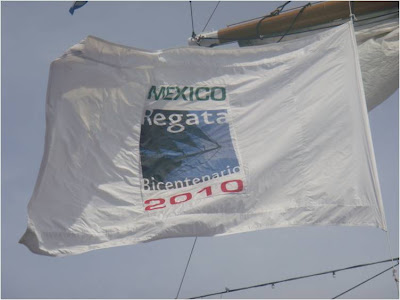 MEXICO
Regata
Bicentenario
2010